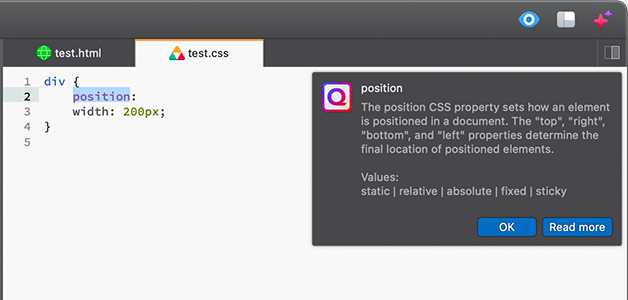 test.html
test.css
1 div {
2 position:
3 width: 200px;
4 }
5
position
The position CSS property sets how an element
is positioned in a document. The "top", "right",
"bottom", and "left" properties determine the
final location of positioned elements.
Values:
static | relative | absolute | fixed | sticky
OK
Read more